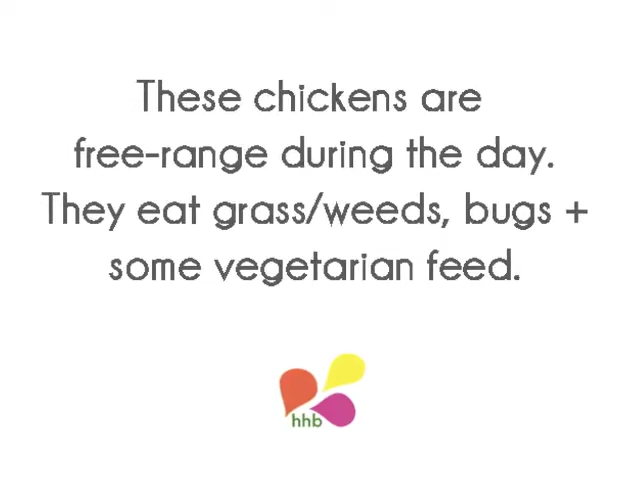 These chickens are
free-range during the day.
They eat grass/weeds, bugs +
some vegetarian feed.
hhb